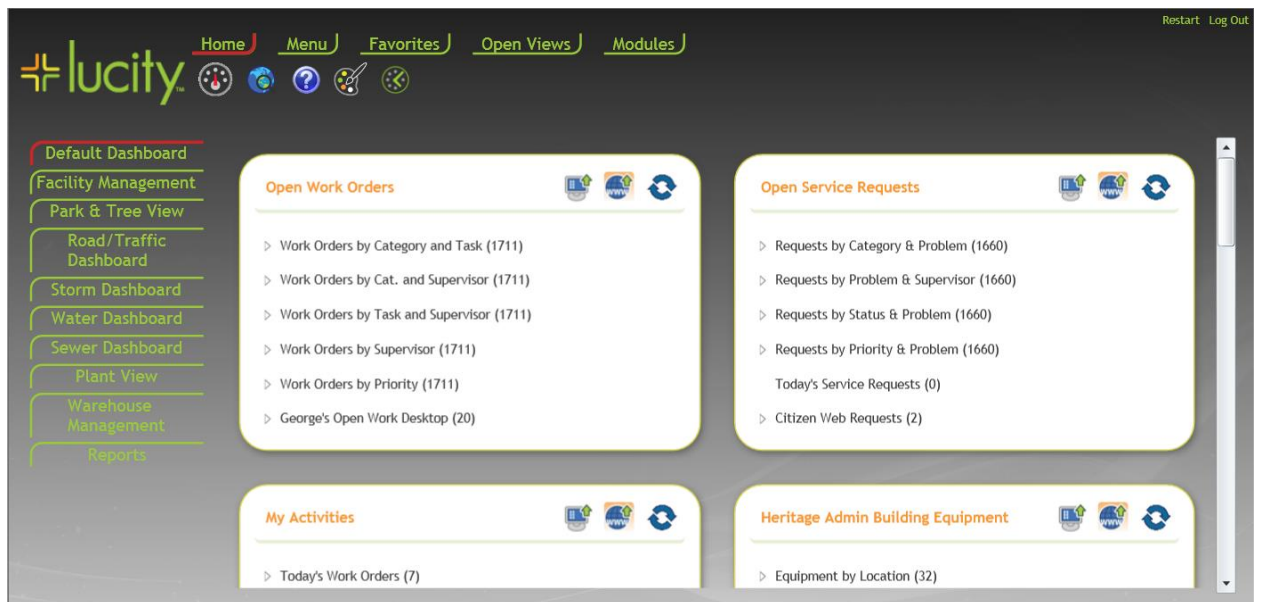 Restart Log Out
lucity™
Home Menu Favorites Open Views Modules
?
Default Dashboard
Facility Management
Park & Tree View
Road/Traffic
Dashboard
Storm Dashboard
Water Dashboard
Sewer Dashboard
Plant View
Warehouse
Management
Reports
Open Work Orders
www
Work Orders by Category and Task (1711)
Work Orders by Cat. and Supervisor (1711)
Work Orders by Task and Supervisor (1711)
Work Orders by Supervisor (1711)
Work Orders by Priority (1711)
George's Open Work Desktop (20)
Open Service Requests
www
Requests by Category & Problem (1660)
Requests by Problem & Supervisor (1660)
Requests by Status & Problem (1660)
Requests by Priority & Problem (1660)
Today's Service Requests (0)
Citizen Web Requests (2)
My Activities
www
Today's Work Orders (7)
Heritage Admin Building Equipment
www
Equipment by Location (32)